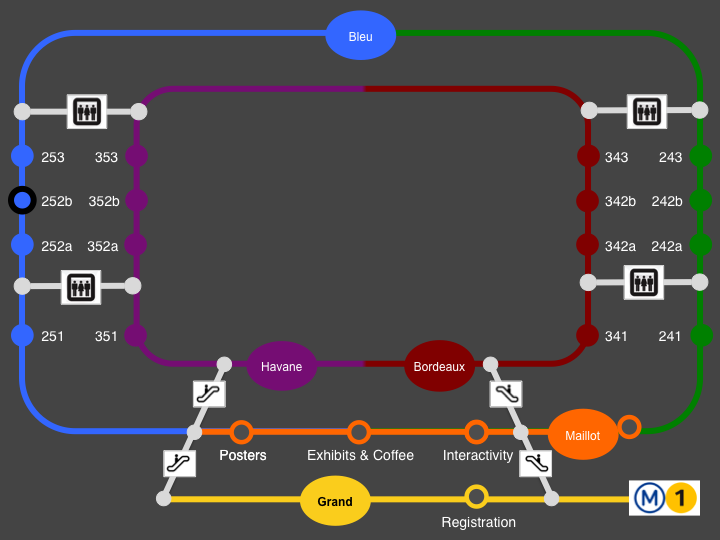 Bleu
253 353
343 243
252b 352b
342b 242b
252a 352a
342a 242a
251 351
341 241
Havane
Bordeaux
Maillot
Posters
Exhibits & Coffee
Interactivity
Grand
M 1
Registration